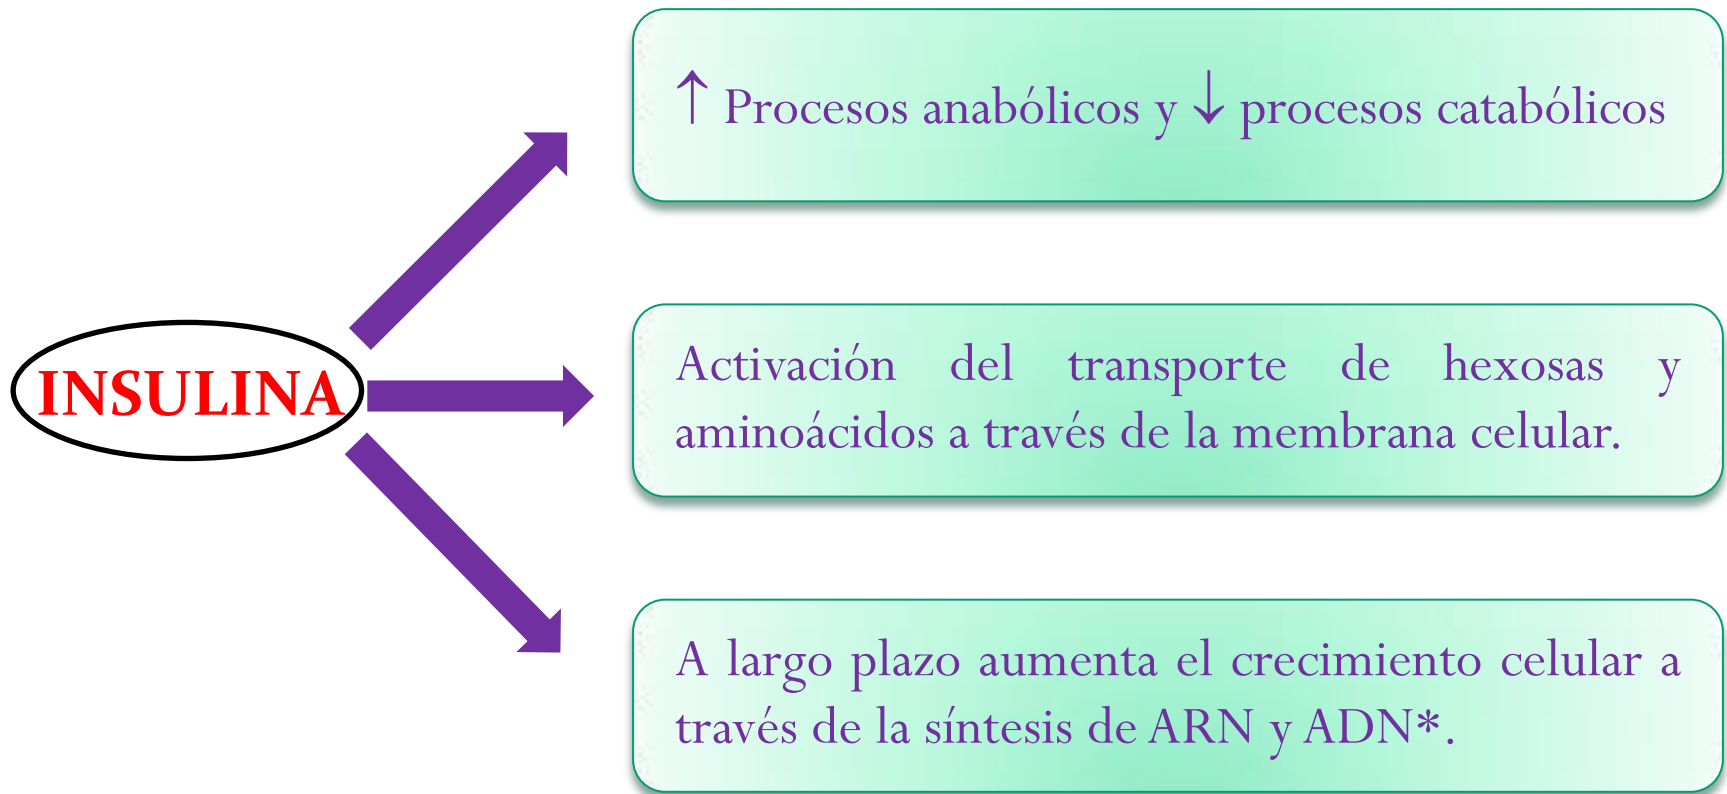 ↑ Procesos anabólicos y ↓ procesos catabólicos
INSULINA
Activación del transporte de hexosas y
aminoácidos a través de la membrana celular.
A largo plazo aumenta el crecimiento celular a
través de la síntesis de ARN y ADN*.